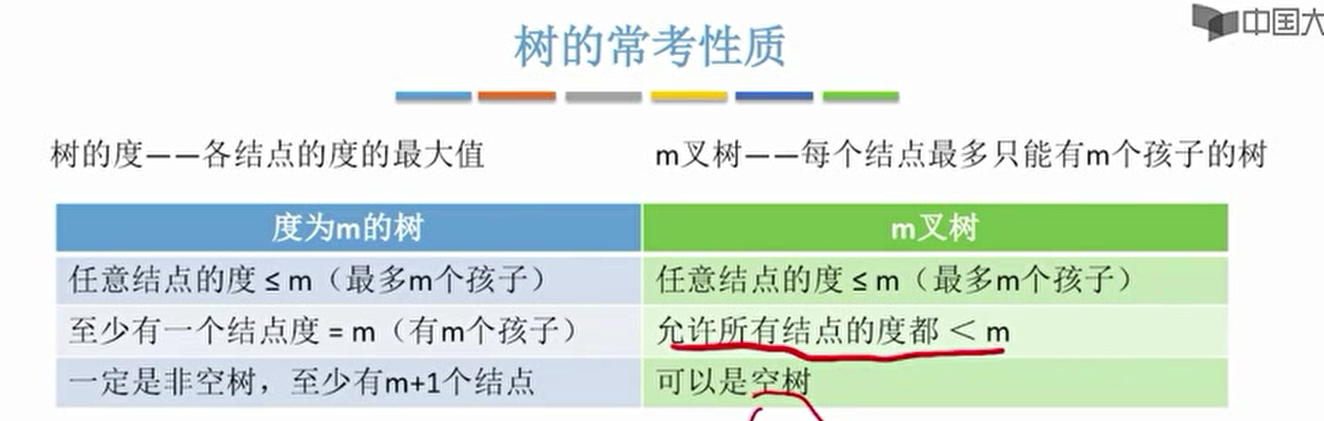 中国大
树的常考性质
树的度——各结点的度的最大值
m叉树——每个结点最多只能有m个孩子的树
度为m的树
m叉树
任意结点的度 ≤ m（最多m个孩子）
任意结点的度 ≤ m（最多m个孩子）
至少有一个结点度 = m（有m个孩子）
允许所有结点的度都 < m
一定是非空树，至少有m+1个结点
可以是空树